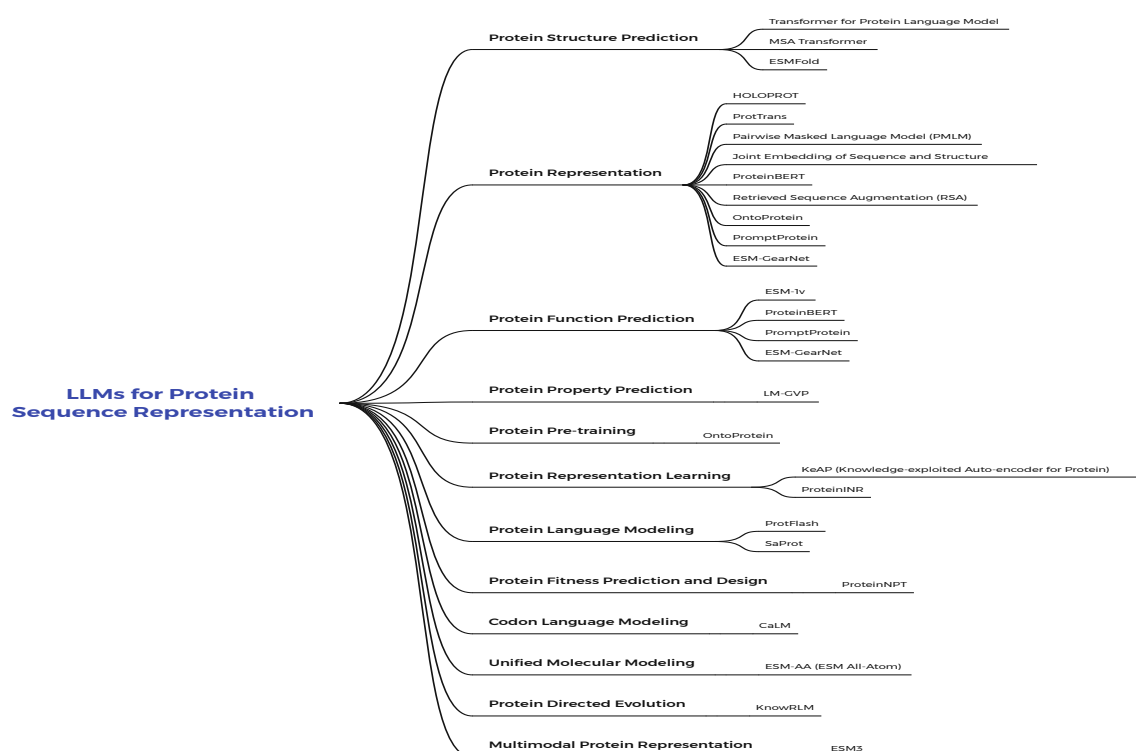 LLMs for Protein
Sequence Representation
Protein Structure Prediction
Transformer for Protein Language Model
MSA Transformer
ESMFold
Protein Representation
HOLOPROT
ProtTrans
Pairwise Masked Language Model (PMLM)
Joint Embedding of Sequence and Structure
ProteinBERT
Retrieved Sequence Augmentation (RSA)
OntoProtein
PromptProtein
ESM-GearNet
Protein Function Prediction
ESM-1v
ProteinBERT
PromptProtein
ESM-GearNet
Protein Property Prediction
LM-GVP
Protein Pre-training
OntoProtein
Protein Representation Learning
KeAP (Knowledge-exploited Auto-encoder for Protein)
ProteinINR
Protein Language Modeling
ProtFlash
SaProt
Protein Fitness Prediction and Design
ProteinNPT
Codon Language Modeling
CaLM
Unified Molecular Modeling
ESM-AA (ESM All-Atom)
Protein Directed Evolution
KnowRLM
Multimodal Protein Representation
ESM3